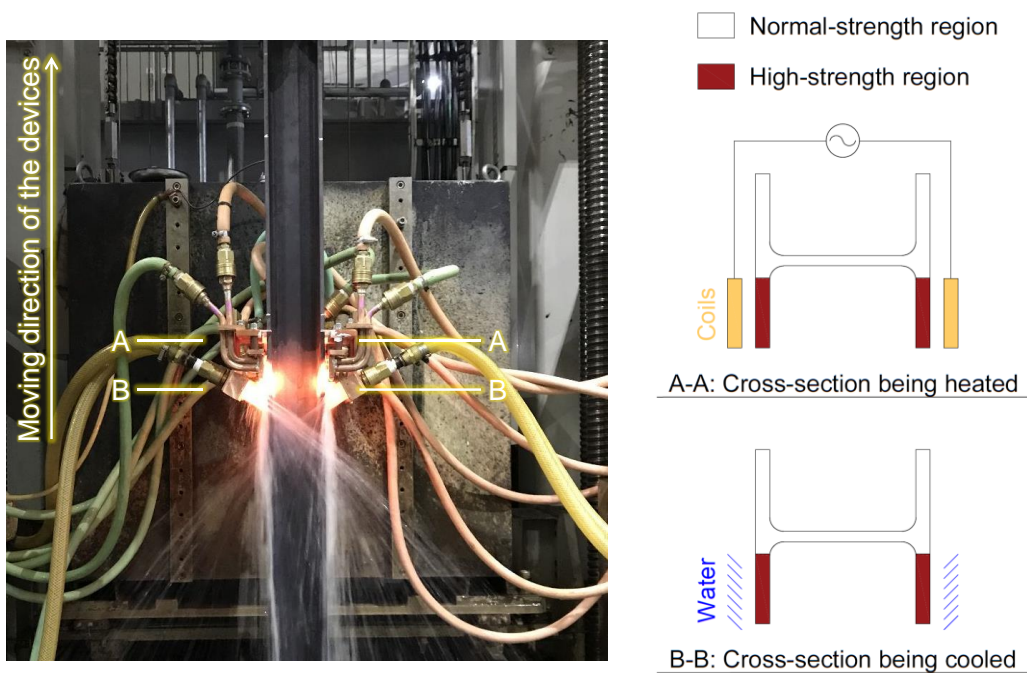 Moving direction of the devices
A
A
B
B
Normal-strength region
High-strength region
Coils
A-A: Cross-section being heated
Water
B-B: Cross-section being cooled